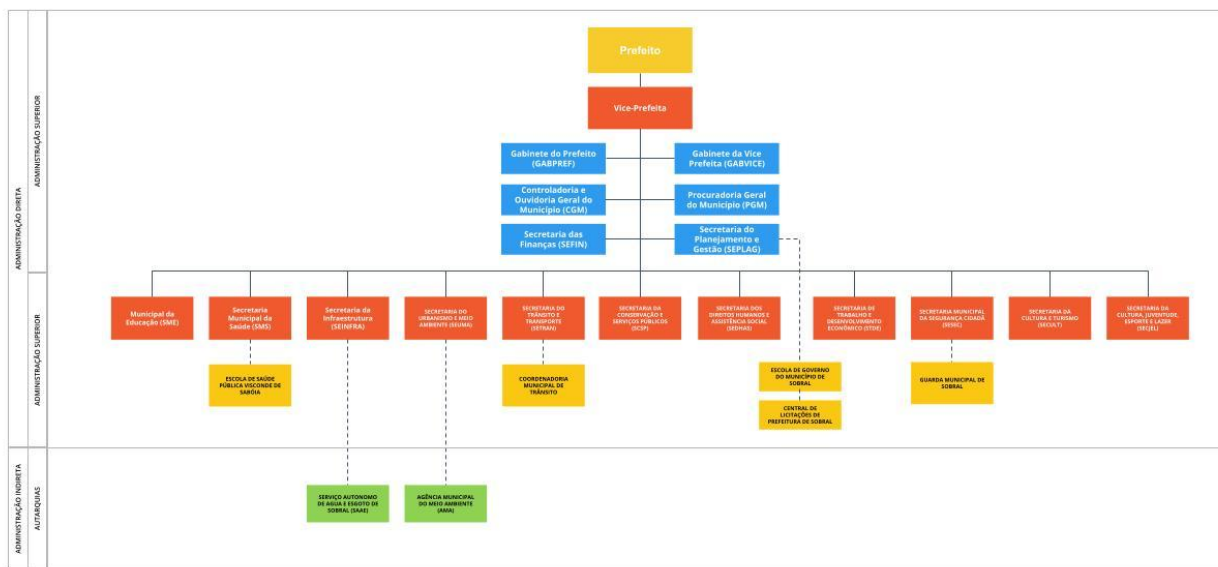 Prefeito
Vice-Prefeita
Gabinete do Prefeito
(GABPREF)
Gabinete da Vice
Prefeita (GABVICE)
Controladoria e
Ouvidoria Geral do
Município (CGM)
Procuradoria Geral
do Município (PGM)
Secretaria das
Finanças (SEFIN)
Secretaria do
Planejamento e
Gestão (SEPLAG)
ADMINISTRAÇÃO DIRETA
ADMINISTRAÇÃO SUPERIOR
ADMINISTRAÇÃO SUPERIOR
Municipal da
Educação (SME)
Secretaria
Municipal da
Saúde (SMS)
Secretaria da
Infraestrutura (SEINFRA)
SECRETARIA DO
URBANISMO E MEIO
AMBIENTE (SEUMA)
SECRETARIA DO
TRÂNSITO E
TRANSPORTE
(SETRAN)
SECRETARIA DA
CONSERVAÇÃO E
SERVIÇOS PÚBLICOS
(SCSP)
SECRETARIA DOS
DIREITOS HUMANOS E
ASSISTÊNCIA SOCIAL
(SEDHAS)
SECRETARIA DE
TRABALHO E
DESENVOLVIMENTO
ECONÔMICO (STDE)
SECRETARIA MUNICIPAL
DA SEGURANÇA CIDADÃ
(SESEC)
SECRETARIA DA
CULTURA E TURISMO
(SECULT)
SECRETARIA DA
CULTURA, JUVENTUDE,
ESPORTE E LAZER
(SECJEL)
ESCOLA DE SAÚDE
PÚBLICA VISCONDE DE
SABÓIA
COORDENADORIA
MUNICIPAL DE
TRÂNSITO
ESCOLA DE GOVERNO
DO MUNICÍPIO DE
SOBRAL
CENTRAL DE
LICITAÇÕES DE
PREFEITURA DE SOBRAL
GUARDA MUNICIPAL DE
SOBRAL
ADMINISTRAÇÃO INDIRETA
AUTARQUIAS
SERVIÇO AUTONOMO
DE AGUA E ESGOTO DE
SOBRAL (SAAE)
AGÊNCIA MUNICIPAL
DO MEIO AMBIENTE
(AMA)